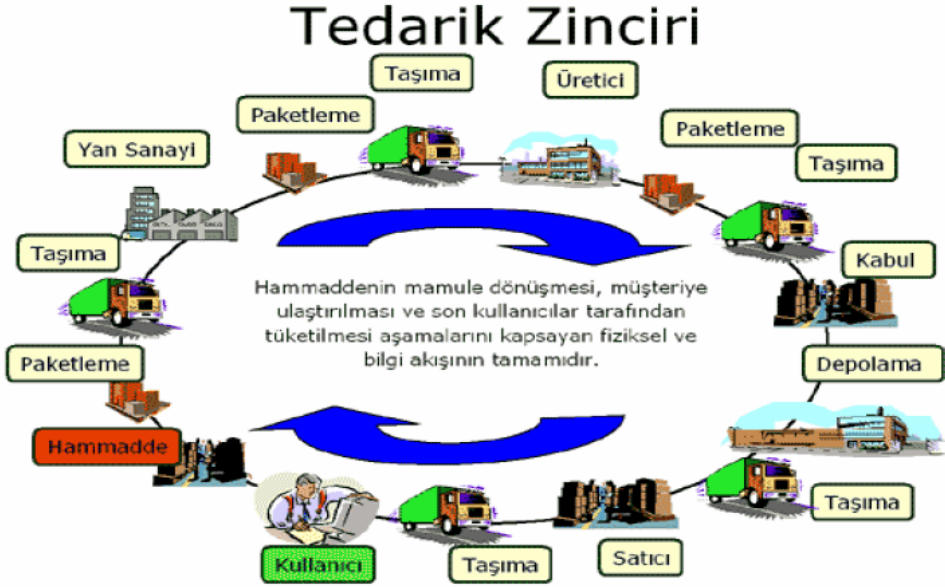 Tedarik Zinciri
Taşıma
Üretici
Paketleme
Paketleme
Yan Sanayi
Taşıma
Taşıma
Kabul
Hammaddenin mamule dönüşmesi, müşteriye
ulaştırılması ve son kullanıcılar tarafından
tüketilmesi aşamalarını kapsayan fiziksel ve
bilgi akışının tamamıdır.
Paketleme
Depolama
Hammadde
Taşıma
Kullanıcı
Taşıma
Satıcı